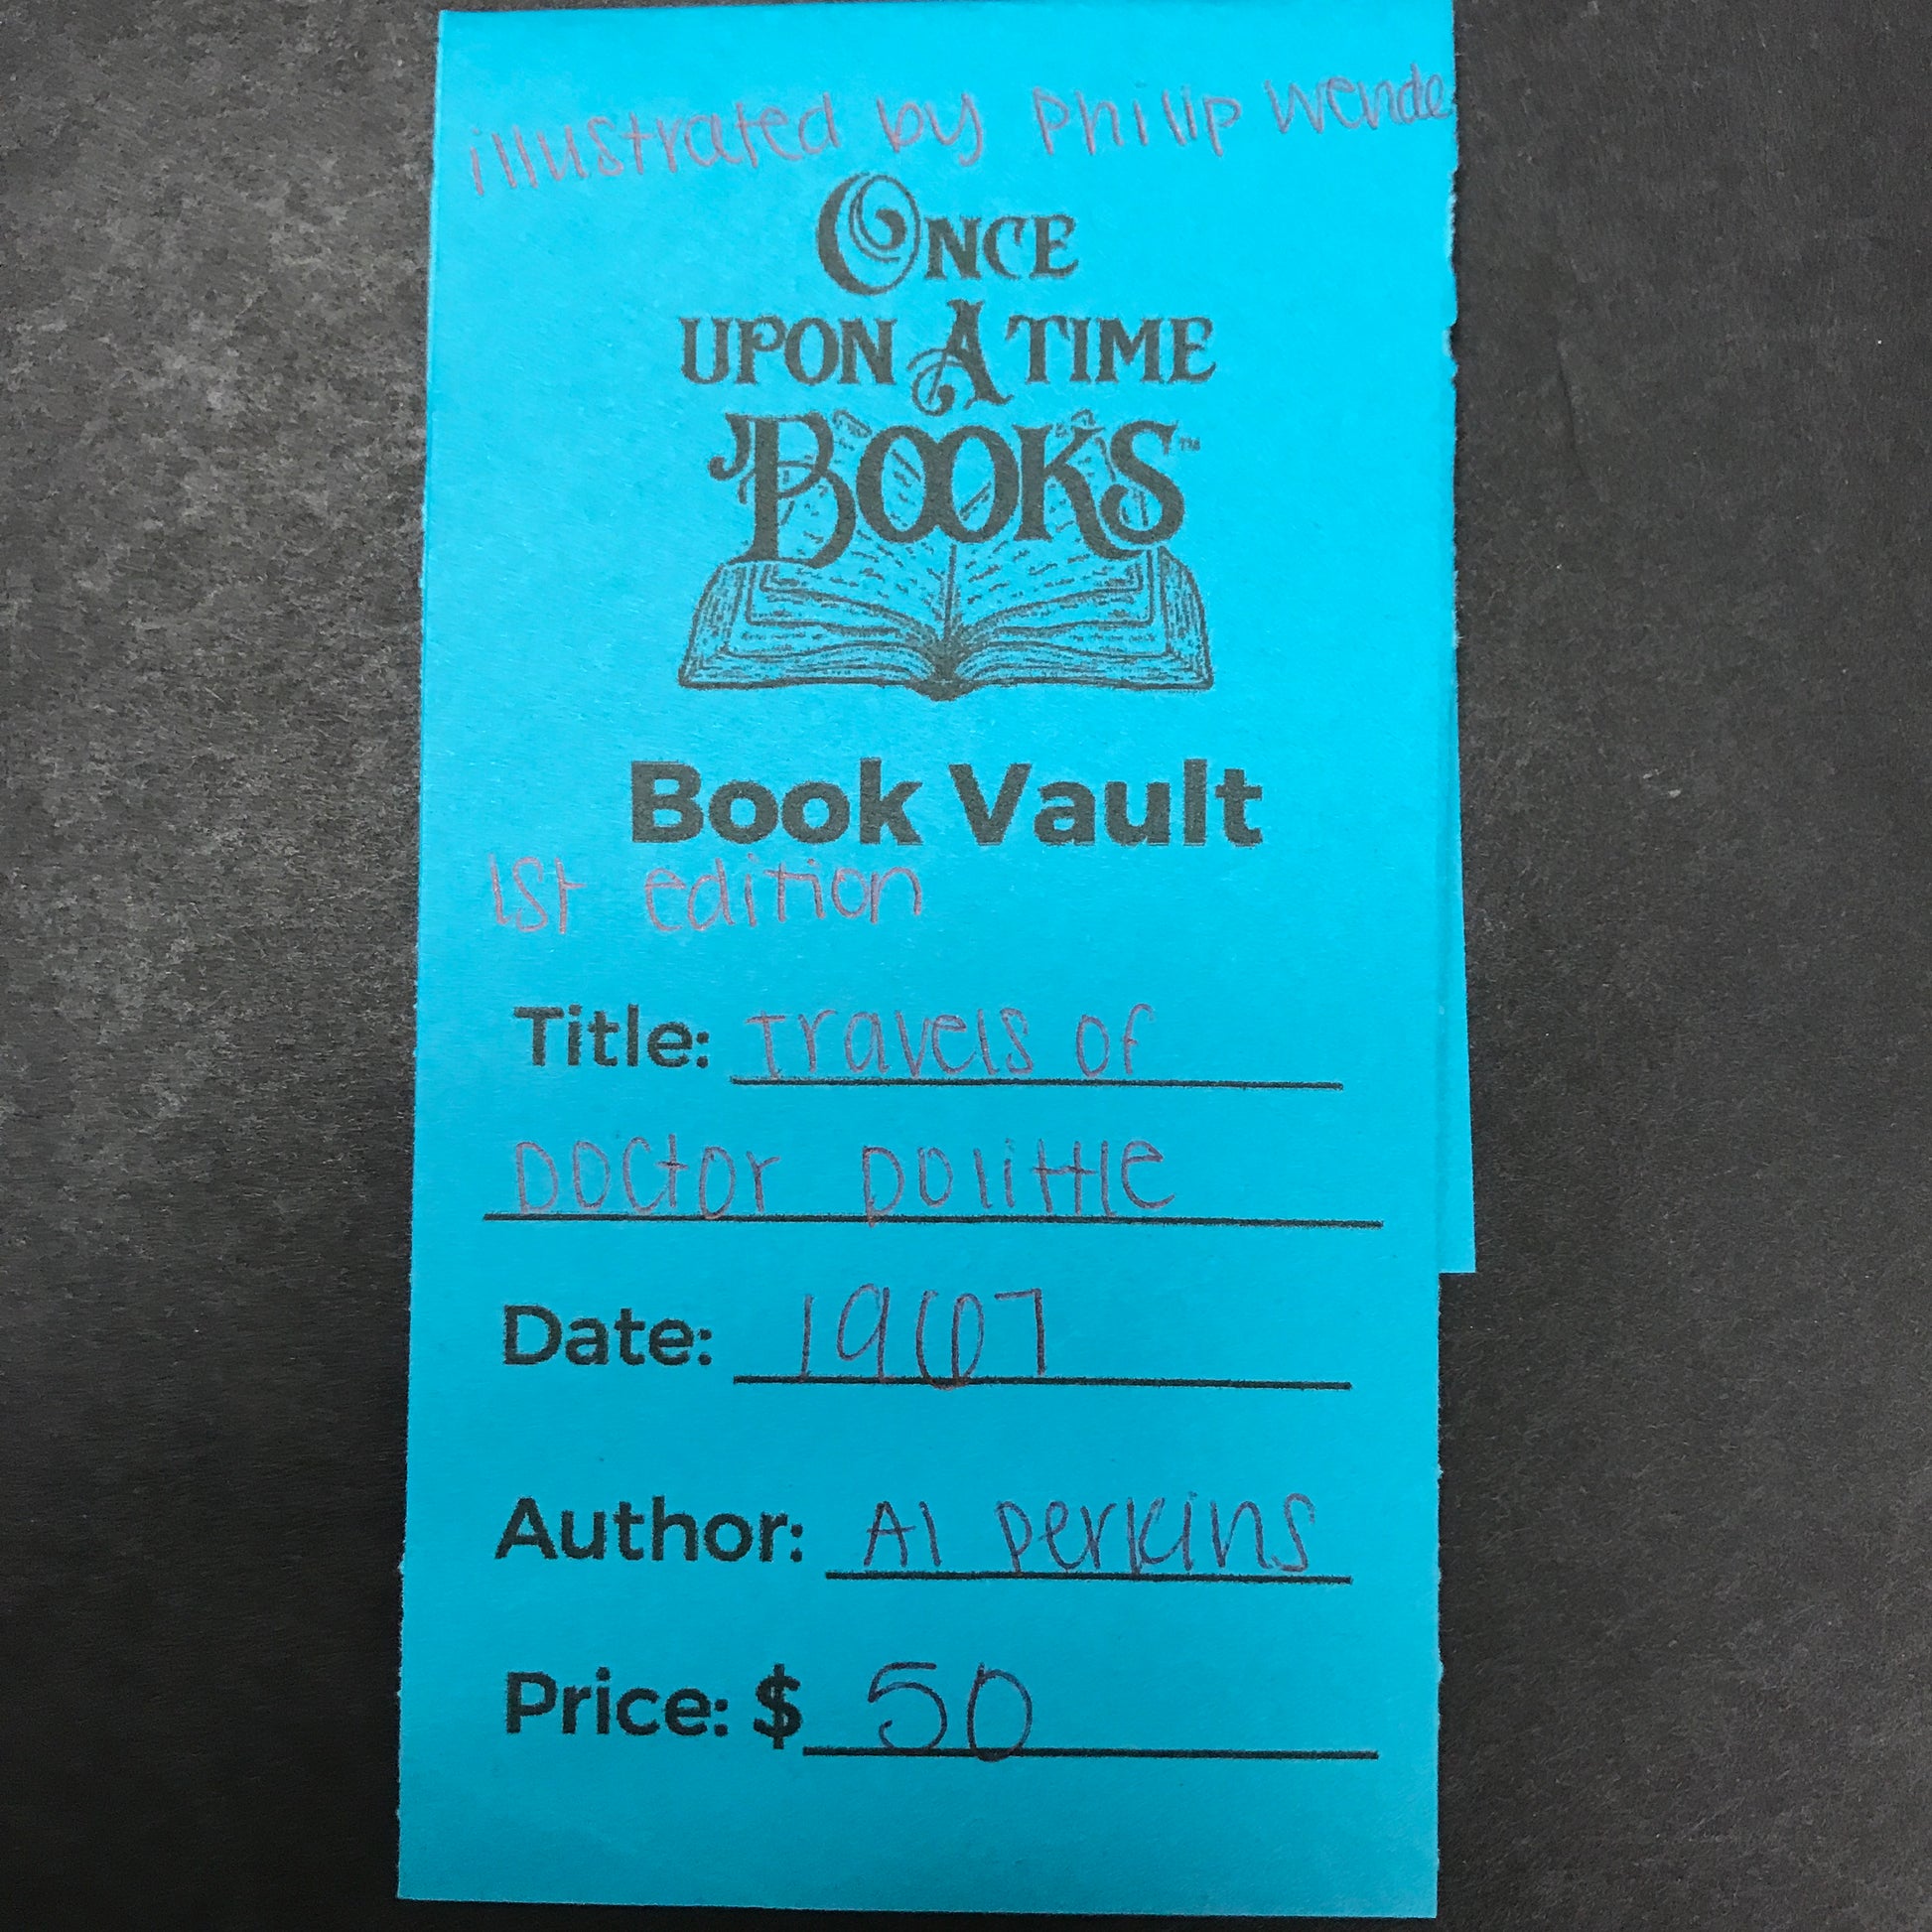 illustrated by Philip Wende
ONCE
UPON A TIME
BOOKS™
Book Vault
1st edition
Title: Travels of
Doctor Dolittle
Date: 1967
Author: Al Perkins
Price: $ 50